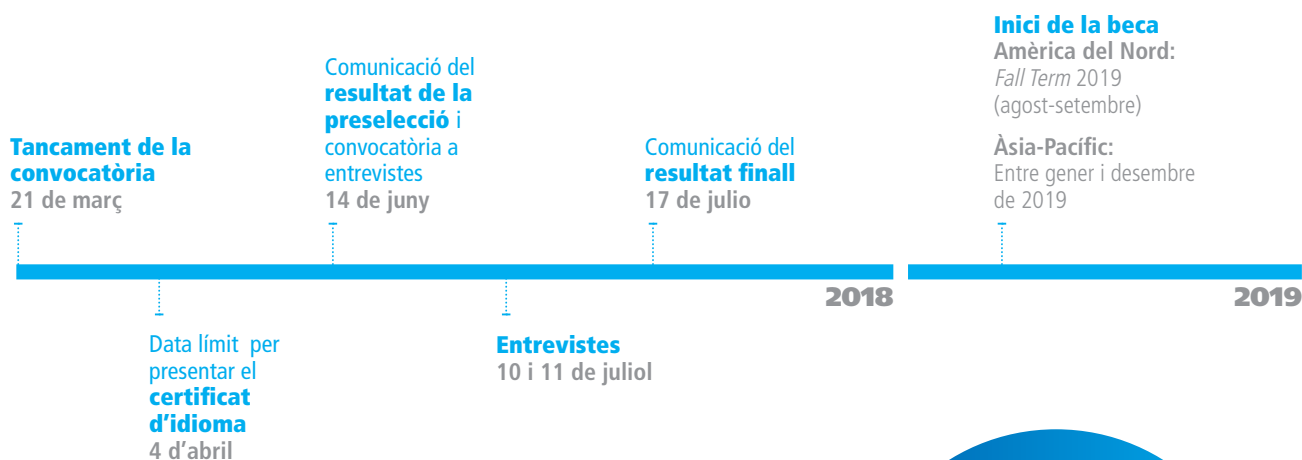 Tancament de la
convocatòria
21 de març
Data límit per
presentar el
certificat
d'idioma
4 d'abril
Comunicació del
resultat de la
preselecció i
convocatòria a
entrevistes
14 de juny
Entrevistes
10 i 11 de juliol
Comunicació del
resultat finall
17 de julio
2018
Inici de la beca
Amèrica del Nord:
Fall Term 2019
(agost-setembre)
Àsia-Pacífic:
Entre gener i desembre
de 2019
2019